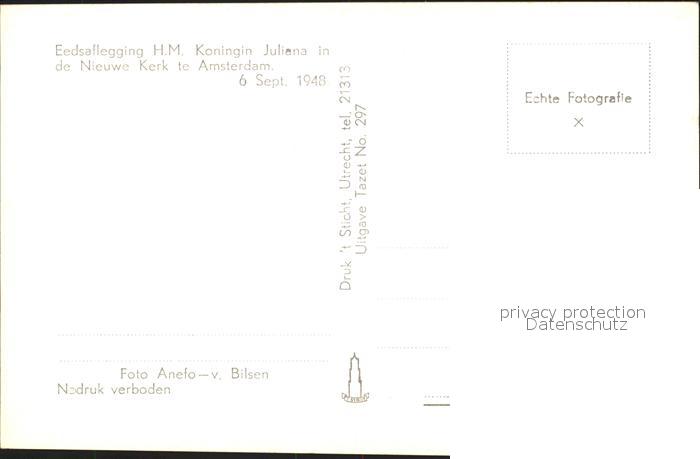 Eedsaflegging H.M. Koningin Juliana in
de Nieuwe Kerk te Amsterdam.
6 Sept. 1948
Druk 't Sticht, Utrecht, tel. 21313
Uitgave Tazet No. 297
Echte Fotografie
X
privacy protection
Datenschutz
Foto Anefo—v. Bilsen
Nadruk verboden